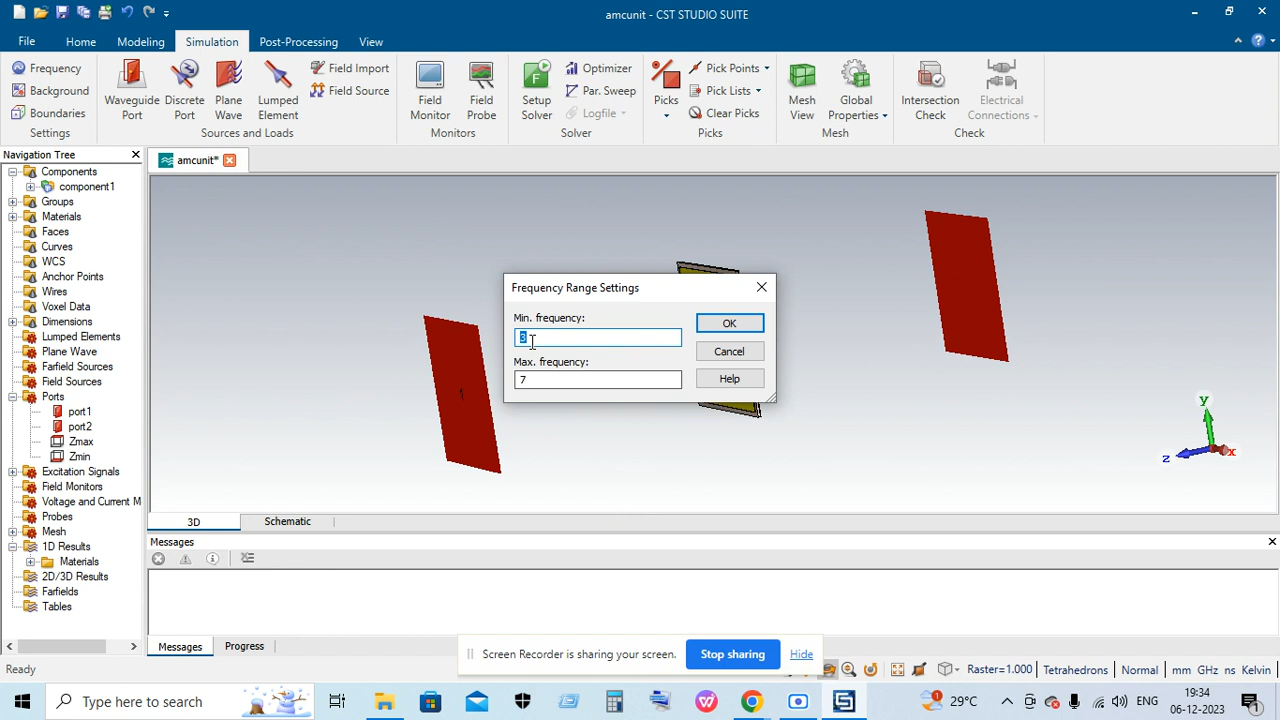 amcunit - CST STUDIO SUITE
File Home Modeling Simulation Post-Processing View
Frequency
Background
Boundaries
Settings
Waveguide Port
Discrete Port
Plane Wave
Lumped Element
Field Import
Field Source
Sources and Loads
Field Monitor
Field Probe
Monitors
Setup Solver
Optimizer
Par. Sweep
Logfile
Solver
Picks
Pick Points
Pick Lists
Clear Picks
Picks
Mesh View
Global Properties
Mesh
Intersection Check
Electrical Connections
Check
Navigation Tree
amcunit*
Components
component1
Groups
Materials
Faces
Curves
WCS
Anchor Points
Wires
Voxel Data
Dimensions
Lumped Elements
Plane Wave
Farfield Sources
Field Sources
Ports
port1
port2
Zmax
Zmin
Excitation Signals
Field Monitors
Voltage and Current M
Probes
Mesh
1D Results
Materials
2D/3D Results
Farfields
Tables
Frequency Range Settings
Min. frequency:
3
OK
Cancel
Max. frequency:
7
Help
y
z
x
3D Schematic
Messages
Messages Progress
Screen Recorder is sharing your screen. Stop sharing Hide
Ready
Raster=1.000 Tetrahedrons Normal mm GHz ns Kelvin
Type here to search
29°C
ENG
19:34
06-12-2023